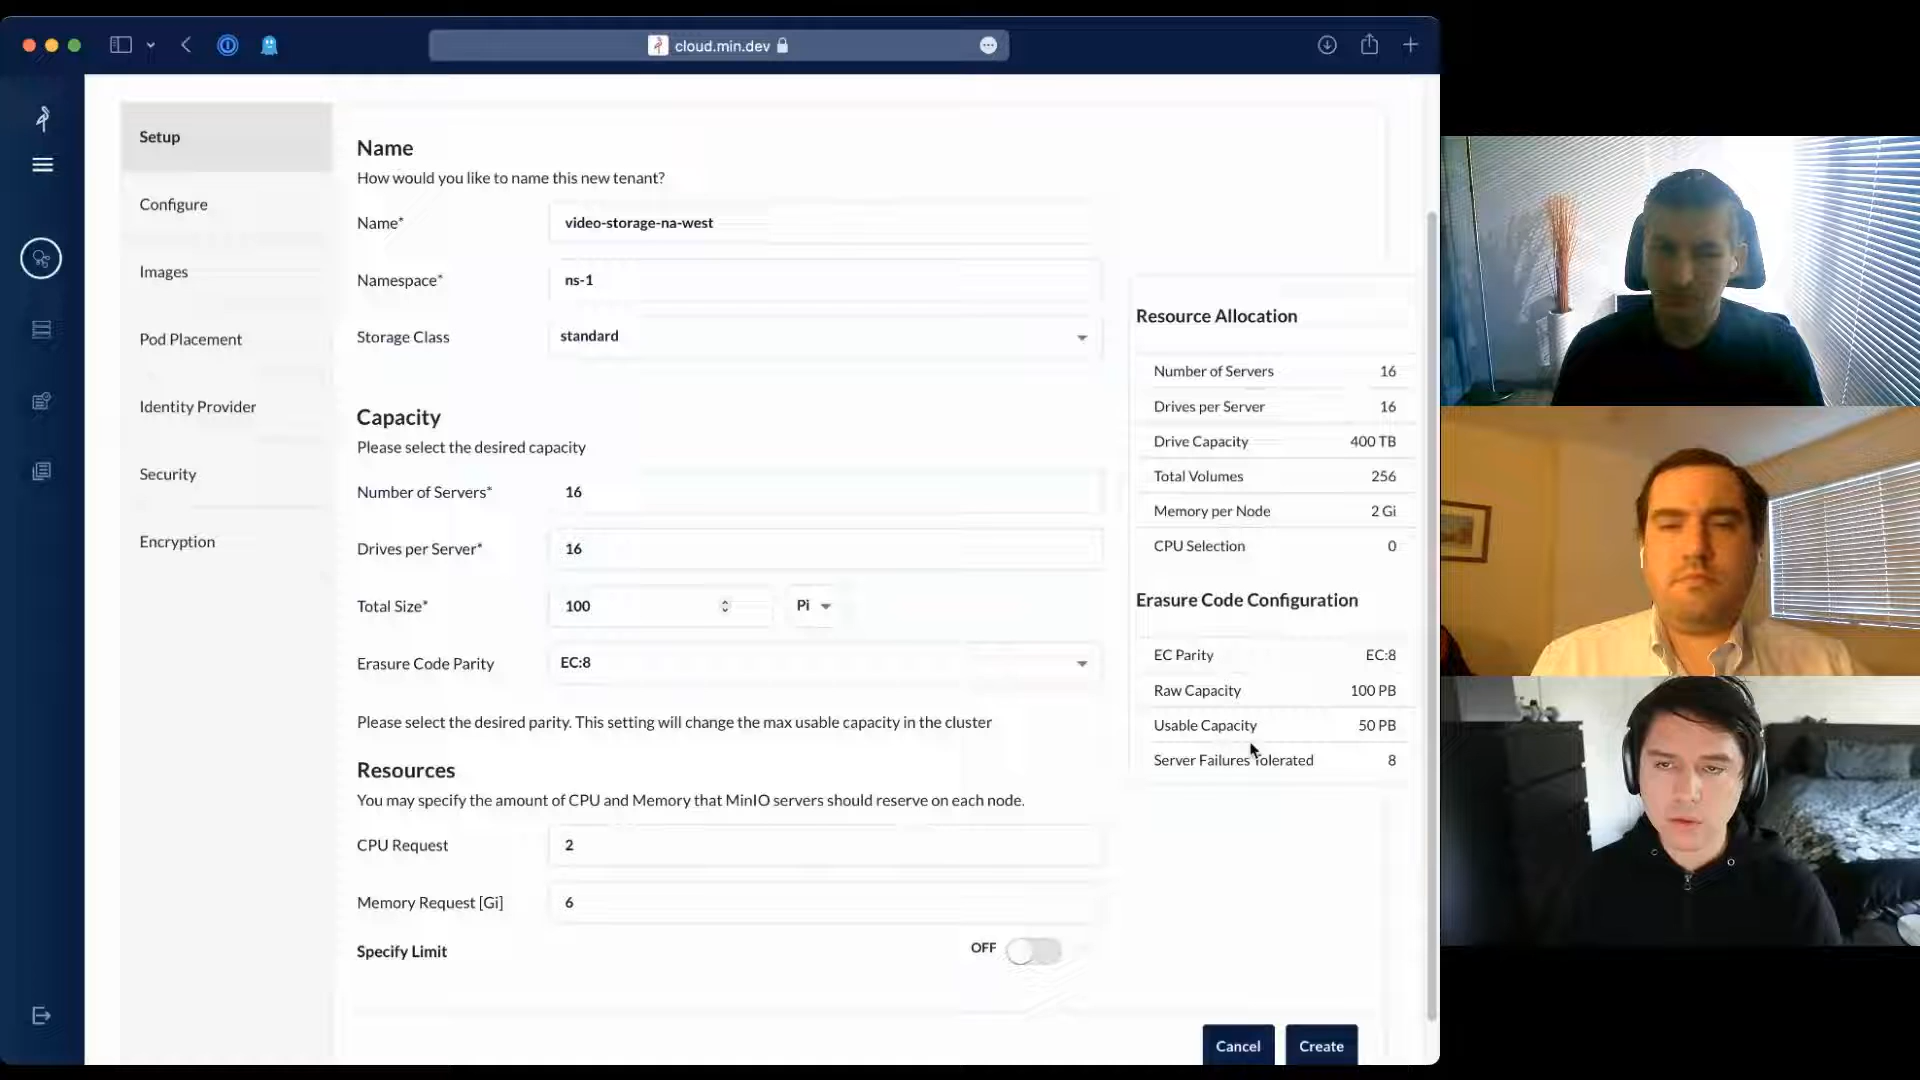 cloud.min.dev
Setup
Configure
Images
Pod Placement
Identity Provider
Security
Encryption
Name
How would you like to name this new tenant?
Name*
video-storage-na-west
Namespace*
ns-1
Storage Class
standard
Capacity
Please select the desired capacity
Number of Servers*
16
Drives per Server*
16
Total Size*
100
Pi
Erasure Code Parity
EC:8
Please select the desired parity. This setting will change the max usable capacity in the cluster
Resources
You may specify the amount of CPU and Memory that MinIO servers should reserve on each node.
CPU Request
2
Memory Request [Gi]
6
Specify Limit
OFF
Resource Allocation
Number of Servers 16
Drives per Server 16
Drive Capacity 400 TB
Total Volumes 256
Memory per Node 2 Gi
CPU Selection 0
Erasure Code Configuration
EC Parity EC:8
Raw Capacity 100 PB
Usable Capacity 50 PB
Server Failures Tolerated 8
Cancel
Create